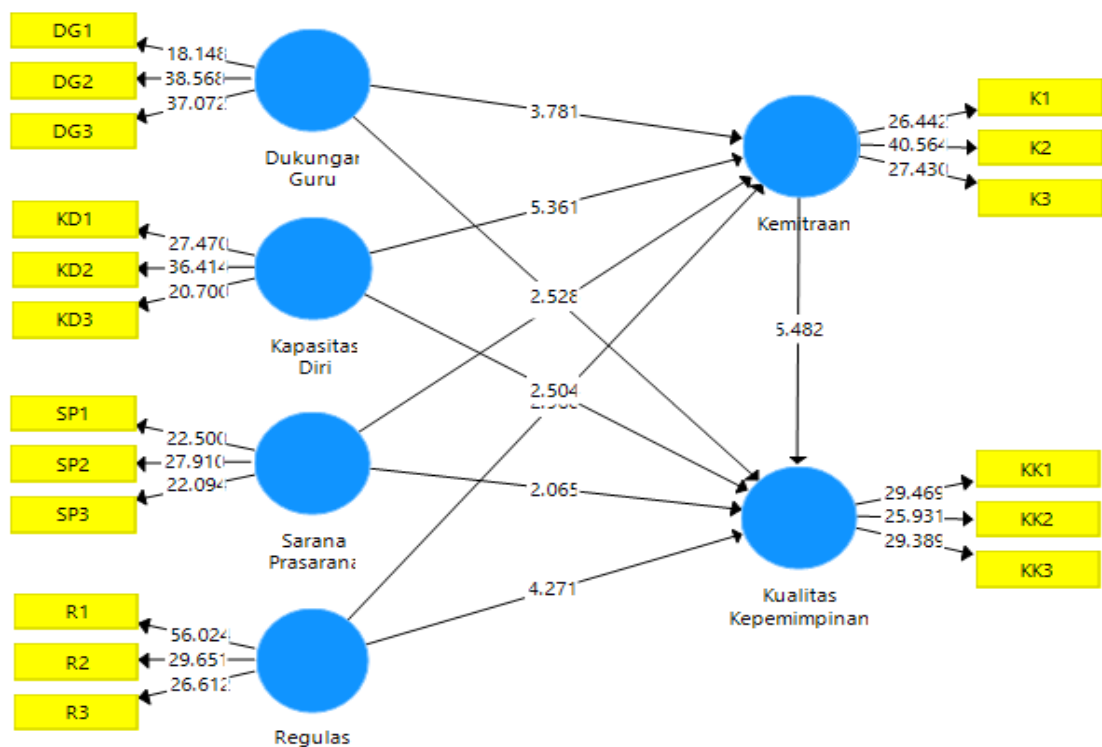 DG1
18.148
DG2
38.568
DG3
37.072
Dukungan
Guru
KD1
27.470
KD2
36.414
KD3
20.700
Kapasitas
Diri
SP1
22.500
SP2
27.910
SP3
22.094
Sarana
Prasarana
R1
56.024
R2
29.651
R3
26.612
Regulas
3.781
5.361
2.528
2.504
2.065
4.271
5.482
Kemitraan
K1
26.442
K2
40.564
K3
27.430
Kualitas
Kepemimpinan
KK1
29.469
KK2
25.931
KK3
29.389